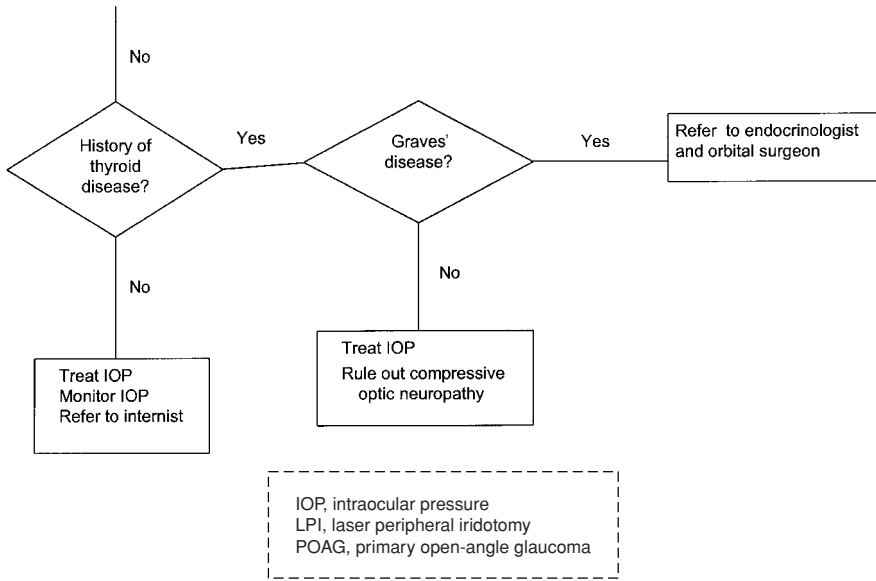 No
History of
thyroid
disease?
Yes
Graves'
disease?
Yes
Refer to endocrinologist
and orbital surgeon
No
Treat IOP
Monitor IOP
Refer to internist
No
Treat IOP
Rule out compressive
optic neuropathy
IOP, intraocular pressure
LPI, laser peripheral iridotomy
POAG, primary open-angle glaucoma